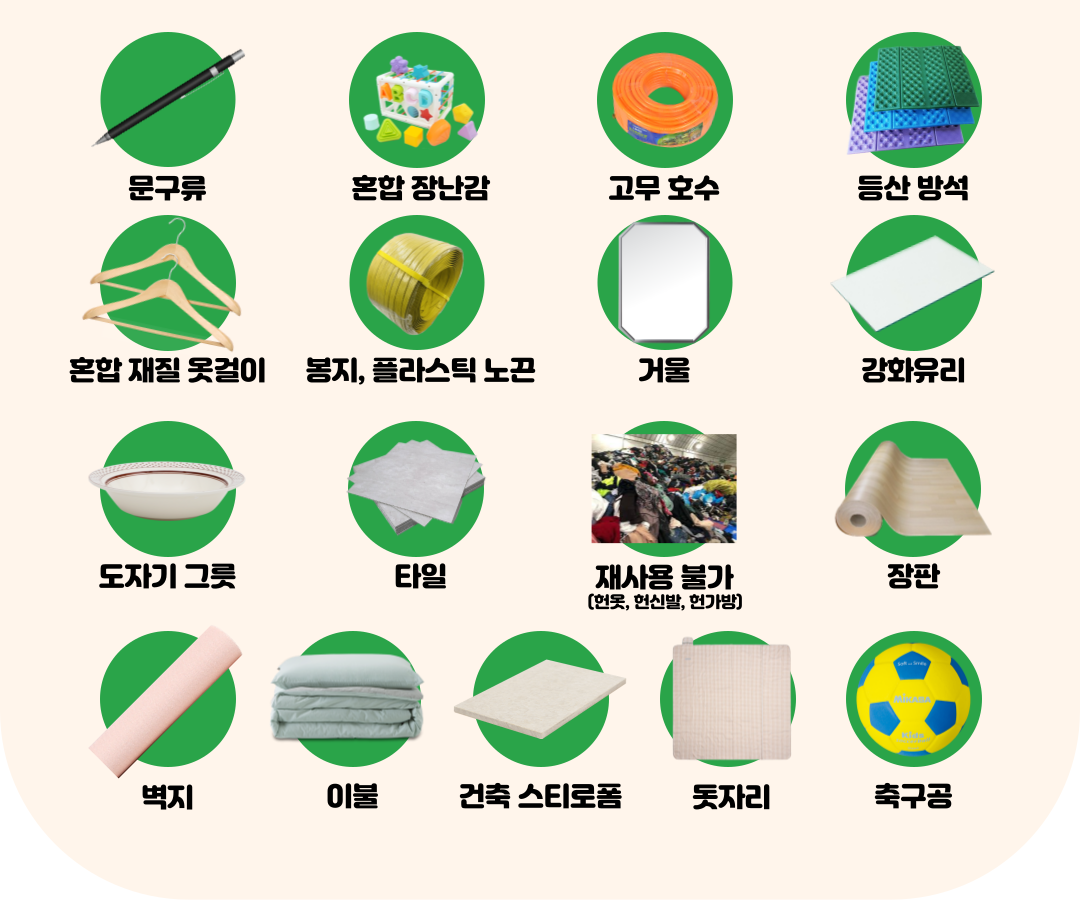 문구류
혼합 장난감
고무 호수
등산 방석
혼합 재질 옷걸이
봉지, 플라스틱 노끈
거울
강화유리
도자기 그릇
타일
재사용 불가
(헌옷, 헌신발, 헌가방)
장판
벽지
이불
건축 스티로폼
돗자리
MIKASA
Kids
축구공